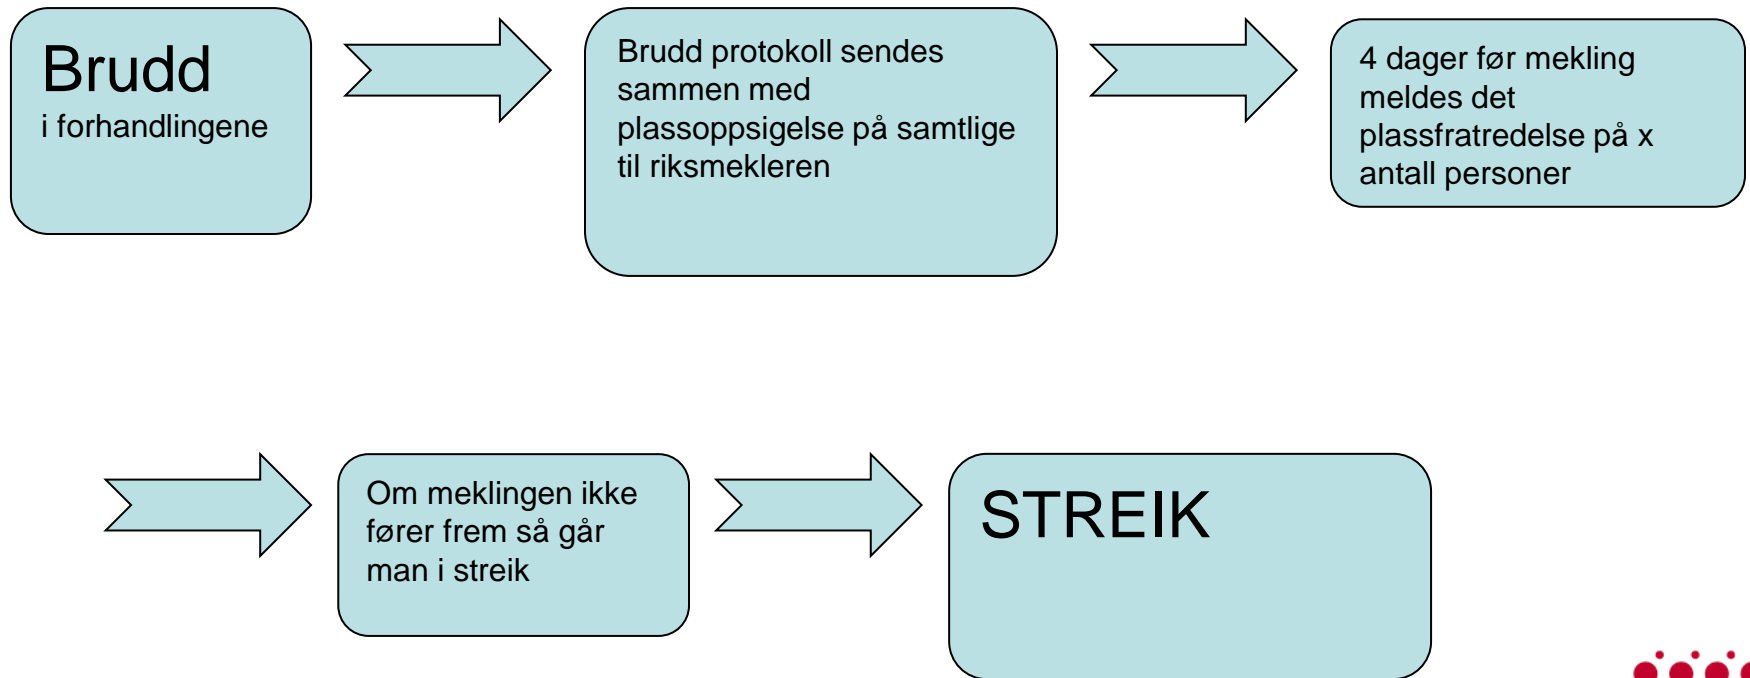 Brudd
i forhandlingene
Brudd protokoll sendes
sammen med
plassoppsigelse på samtlige
til riksmekleren
4 dager før mekling
meldes det
plassfratredelse på x
antall personer
Om meklingen ikke
fører frem så går
man i streik
STREIK